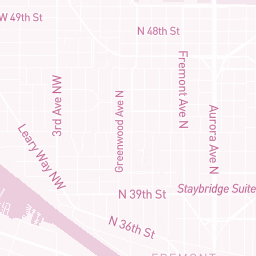 W 49th St
N 48th St
3rd Ave NW
Greenwood Ave N
Fremont Ave N
Aurora Ave N
Leary Way NW
N 39th St
Staybridge Suite
N 36th St
FREMONT